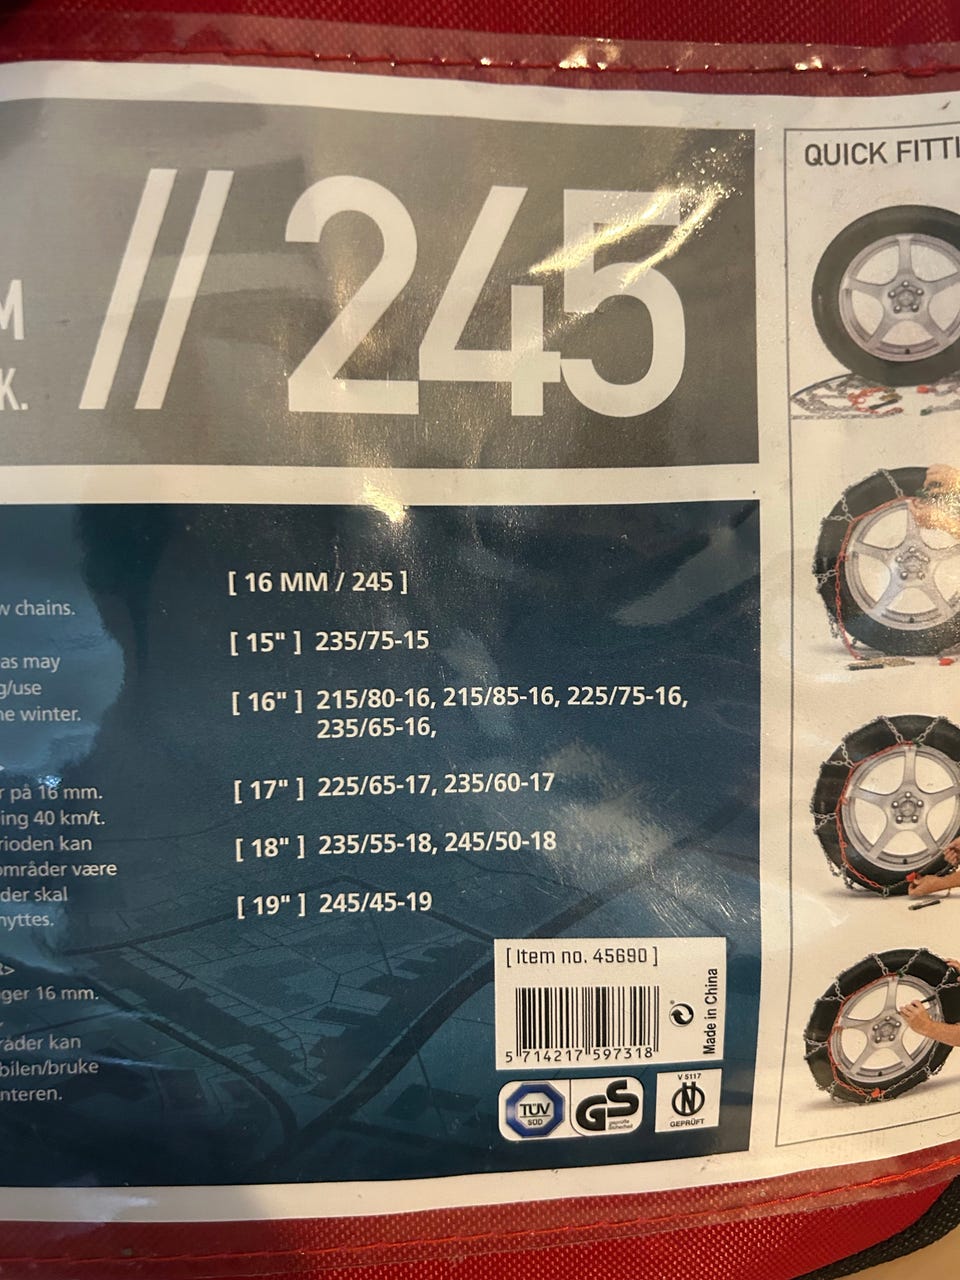 M
K.
// 245
QUICK FITTI
w chains.
as may
g/use
he winter.
>
r på 16 mm.
ing 40 km/t.
rioden kan
områder være
der skal
nyttes.
R>
ger 16 mm.
råder kan
bilen/bruke
nteren.
[ 16 MM / 245 ]
[ 15" ] 235/75-15
[ 16" ] 215/80-16, 215/85-16, 225/75-16,
235/65-16,
[ 17" ] 225/65-17, 235/60-17
[ 18" ] 235/55-18, 245/50-18
[ 19" ] 245/45-19
[ Item no. 45690 ]
5 714217 597318
Made in China
TÜV
SÜD
GS
geprüfte
Sicherheit
V 5117
N
GEPRÜFT